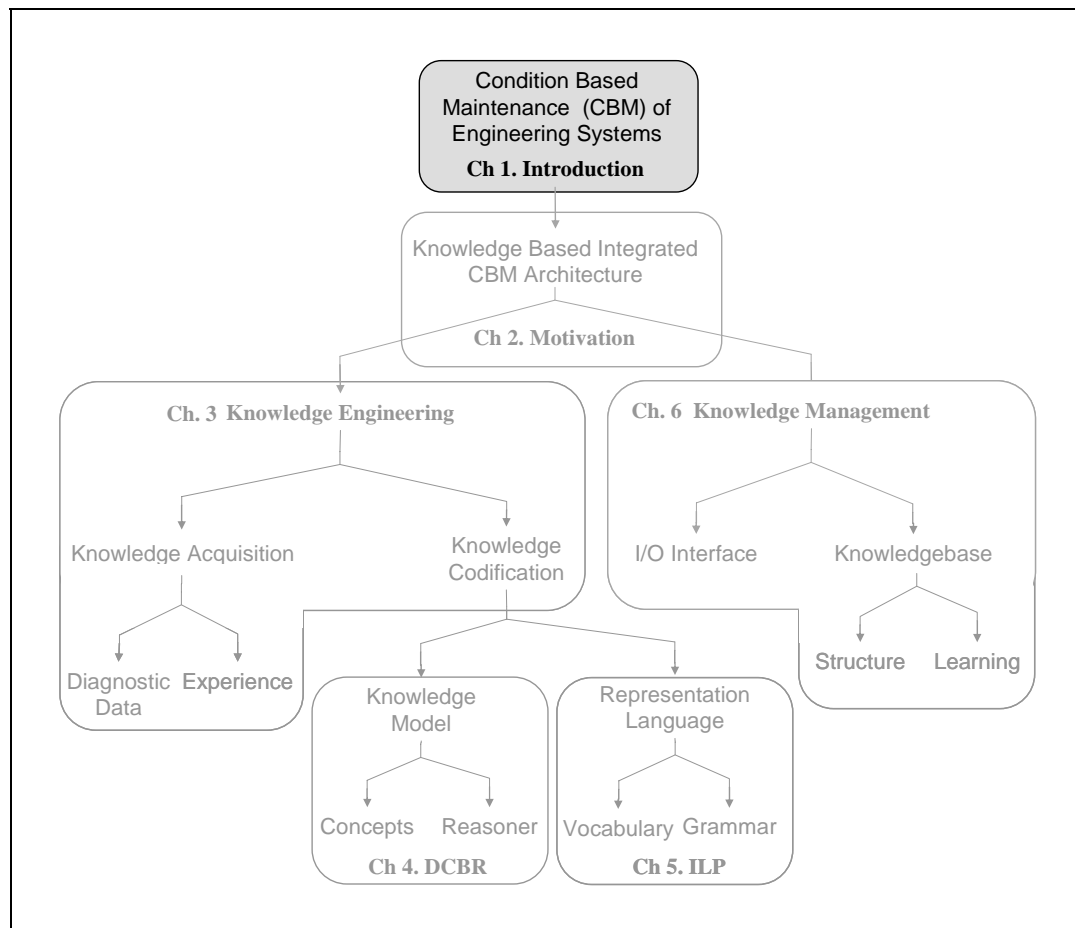 Condition Based
Maintenance (CBM) of
Engineering Systems
Ch 1. Introduction
Knowledge Based Integrated
CBM Architecture
Ch 2. Motivation
Ch. 3 Knowledge Engineering
Ch. 6 Knowledge Management
Knowledge Acquisition
Knowledge
Codification
I/O Interface
Knowledgebase
Diagnostic
Data
Experience
Structure
Learning
Knowledge
Model
Representation
Language
Concepts
Reasoner
Vocabulary
Grammar
Ch 4. DCBR
Ch 5. ILP